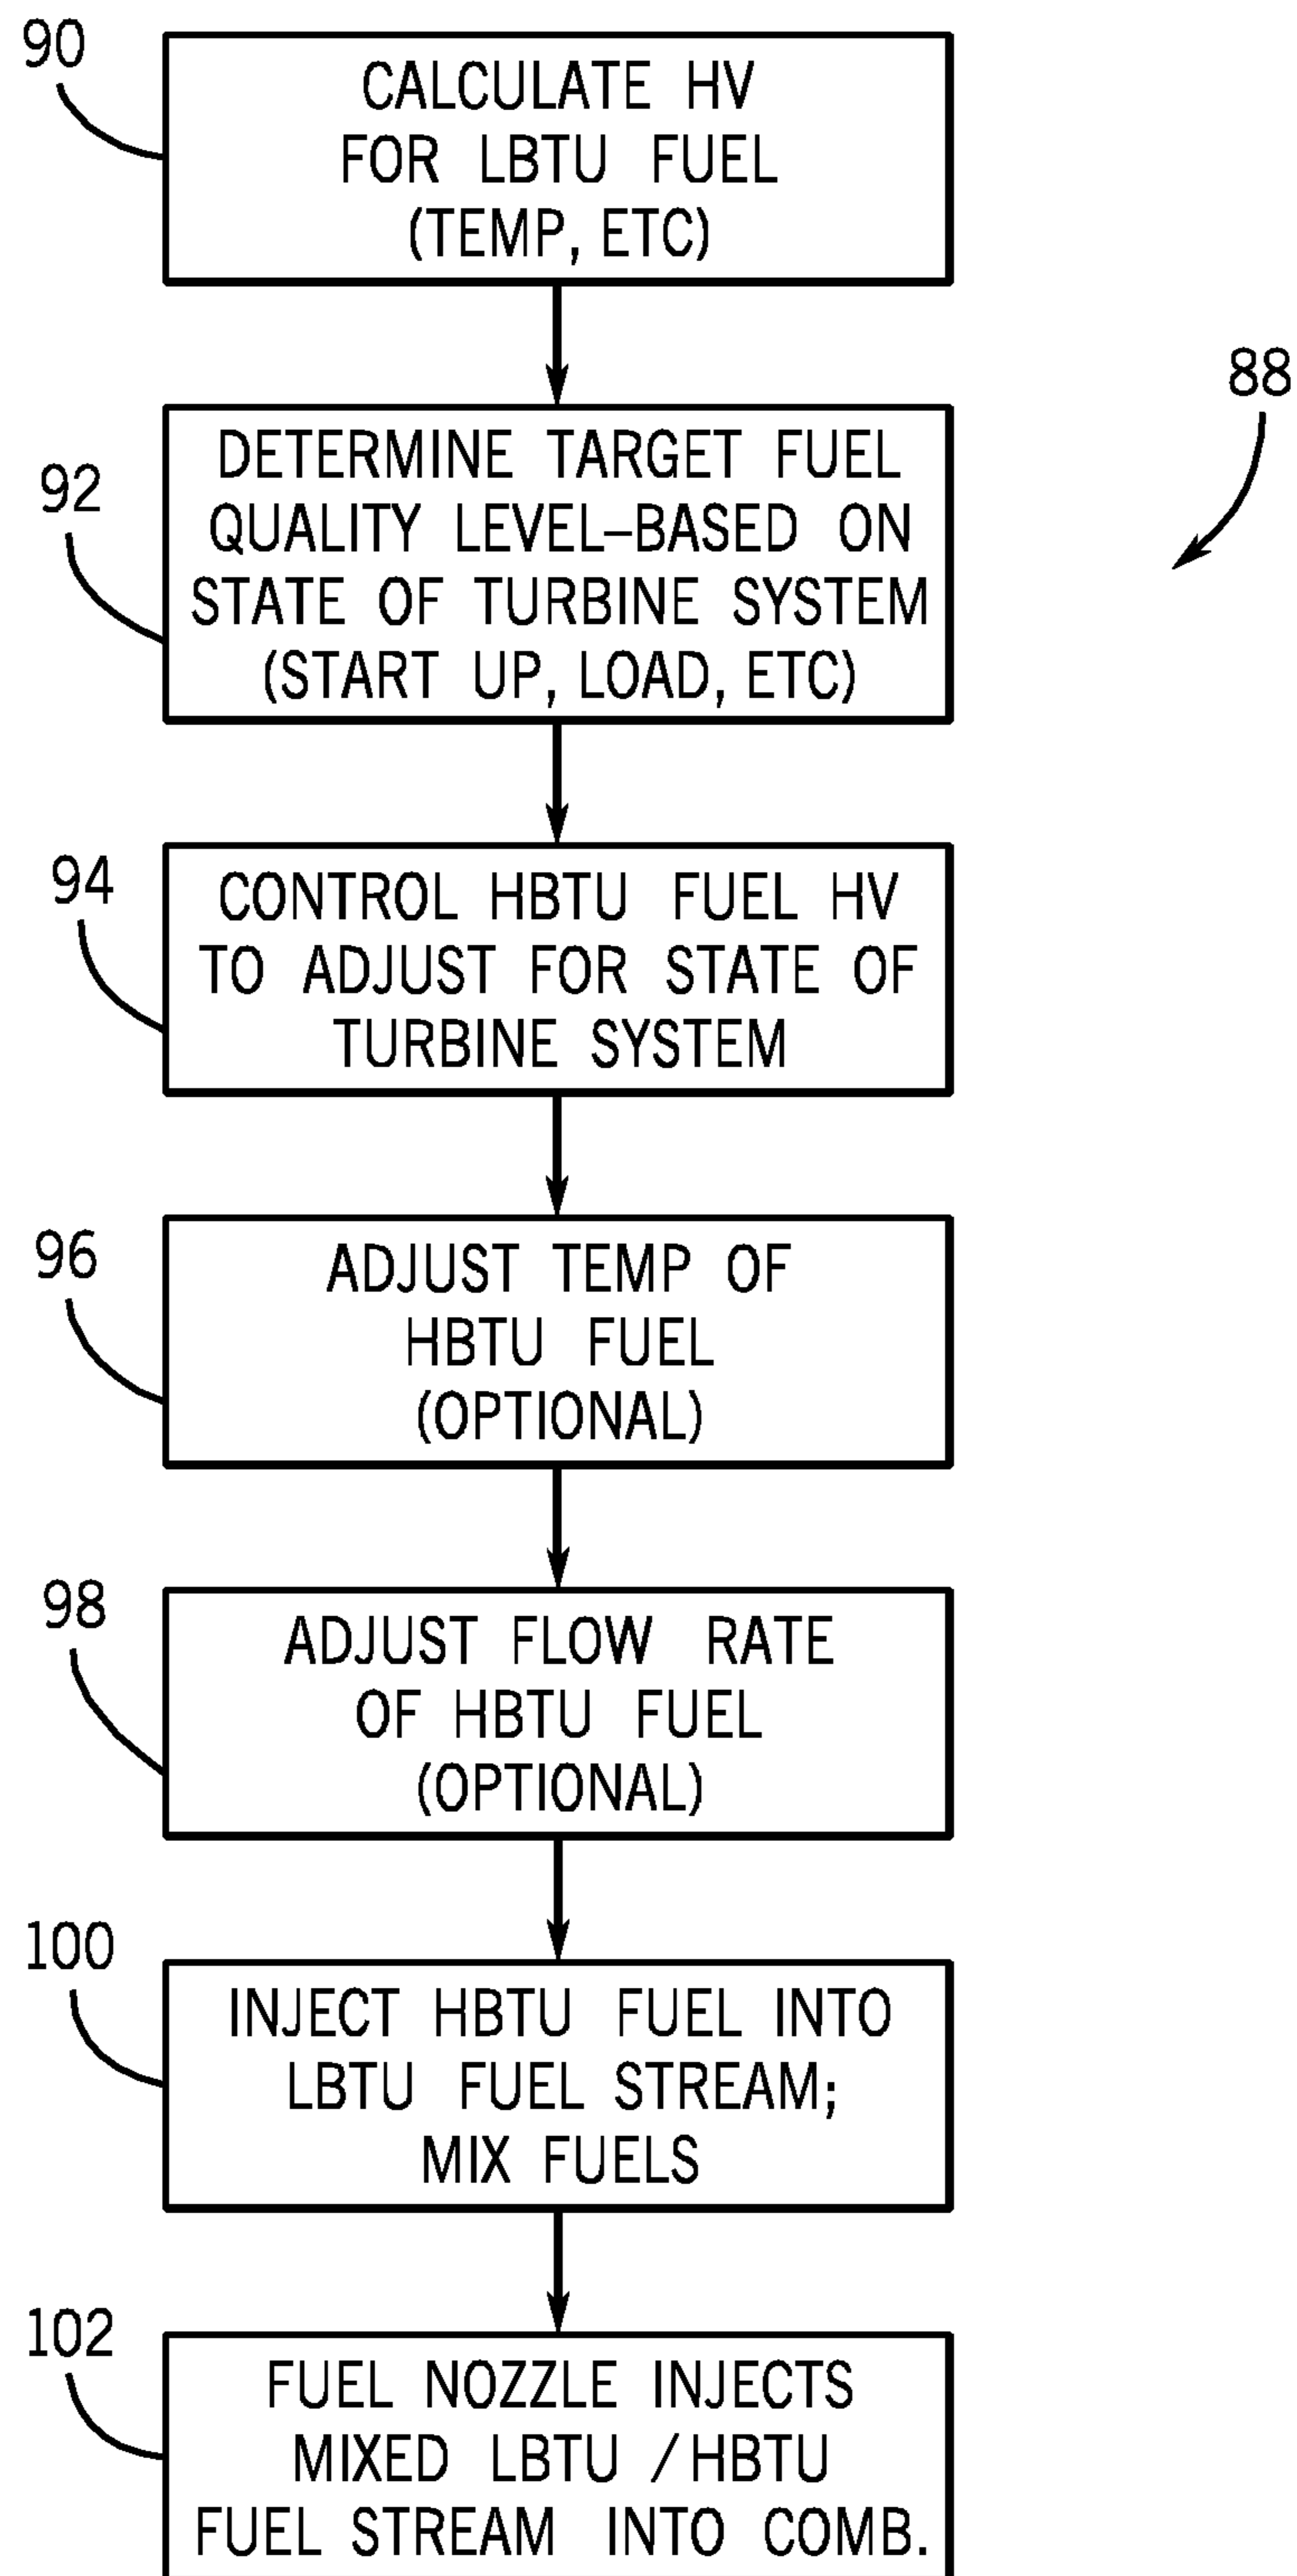 90
CALCULATE HV
FOR LBTU FUEL
(TEMP, ETC)
88
92
DETERMINE TARGET FUEL
QUALITY LEVEL–BASED ON
STATE OF TURBINE SYSTEM
(START UP, LOAD, ETC)
94
CONTROL HBTU FUEL HV
TO ADJUST FOR STATE OF
TURBINE SYSTEM
96
ADJUST TEMP OF
HBTU FUEL
(OPTIONAL)
98
ADJUST FLOW RATE
OF HBTU FUEL
(OPTIONAL)
100
INJECT HBTU FUEL INTO
LBTU FUEL STREAM;
MIX FUELS
102
FUEL NOZZLE INJECTS
MIXED LBTU /HBTU
FUEL STREAM INTO COMB.